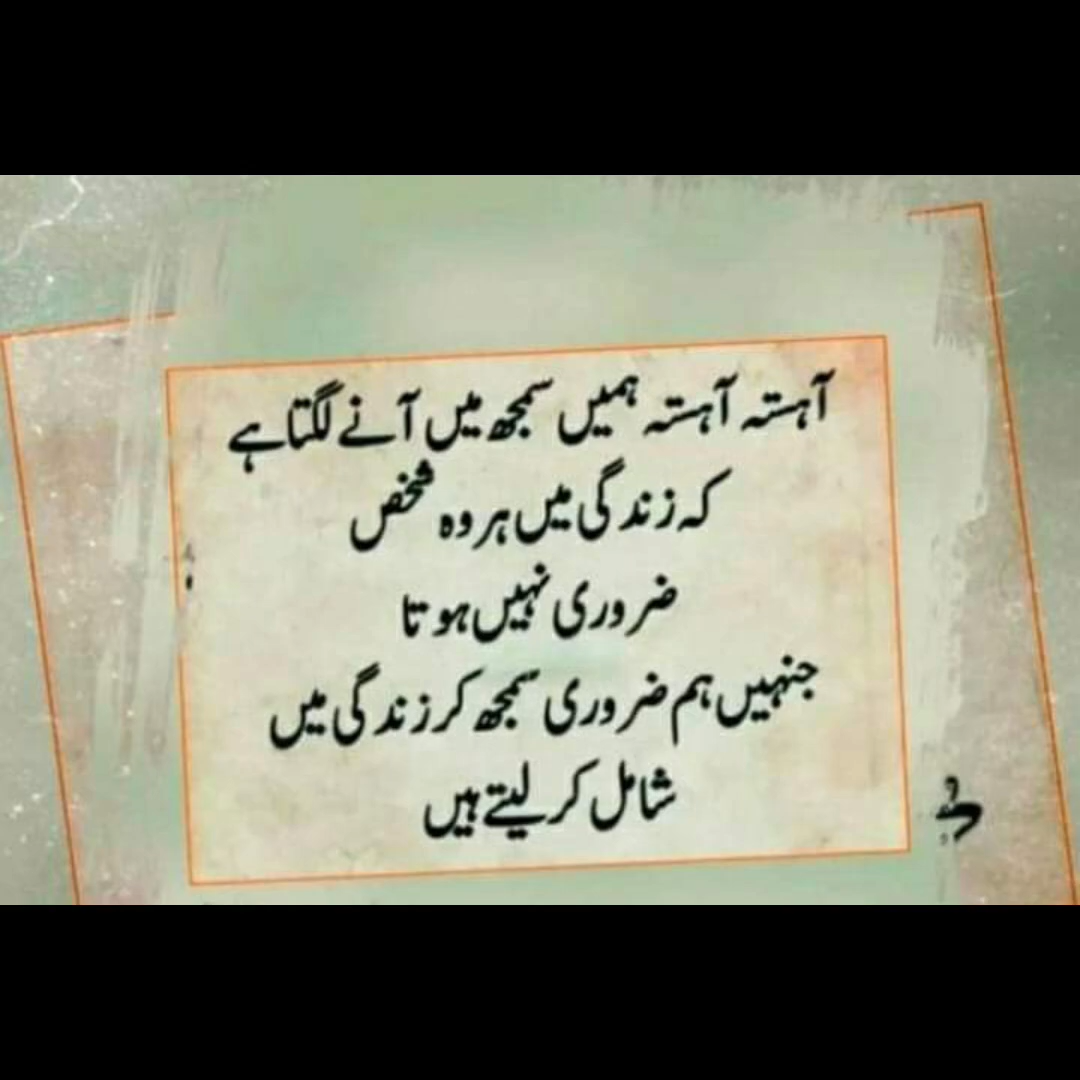 آہستہ آہستہ ہمیں سمجھ میں آنے لگتا ہے
کہ زندگی میں ہر وہ شخص
ضروری نہیں ہوتا
جنہیں ہم ضروری سمجھ کر زندگی میں
شامل کر لیتے ہیں